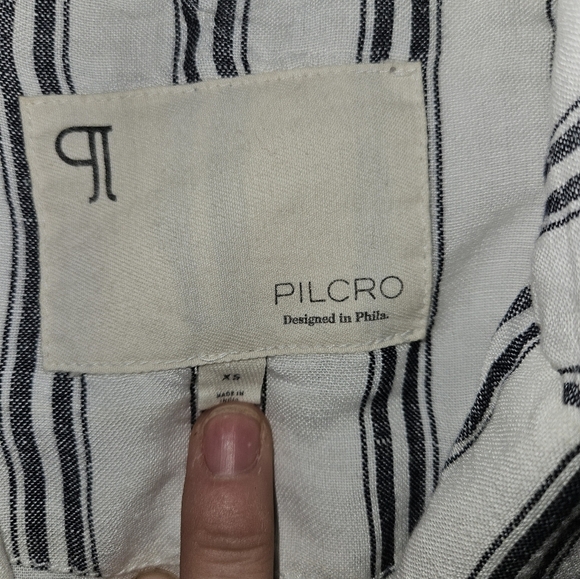 ¶
PILCRO
Designed in Phila.
XS
MADE IN